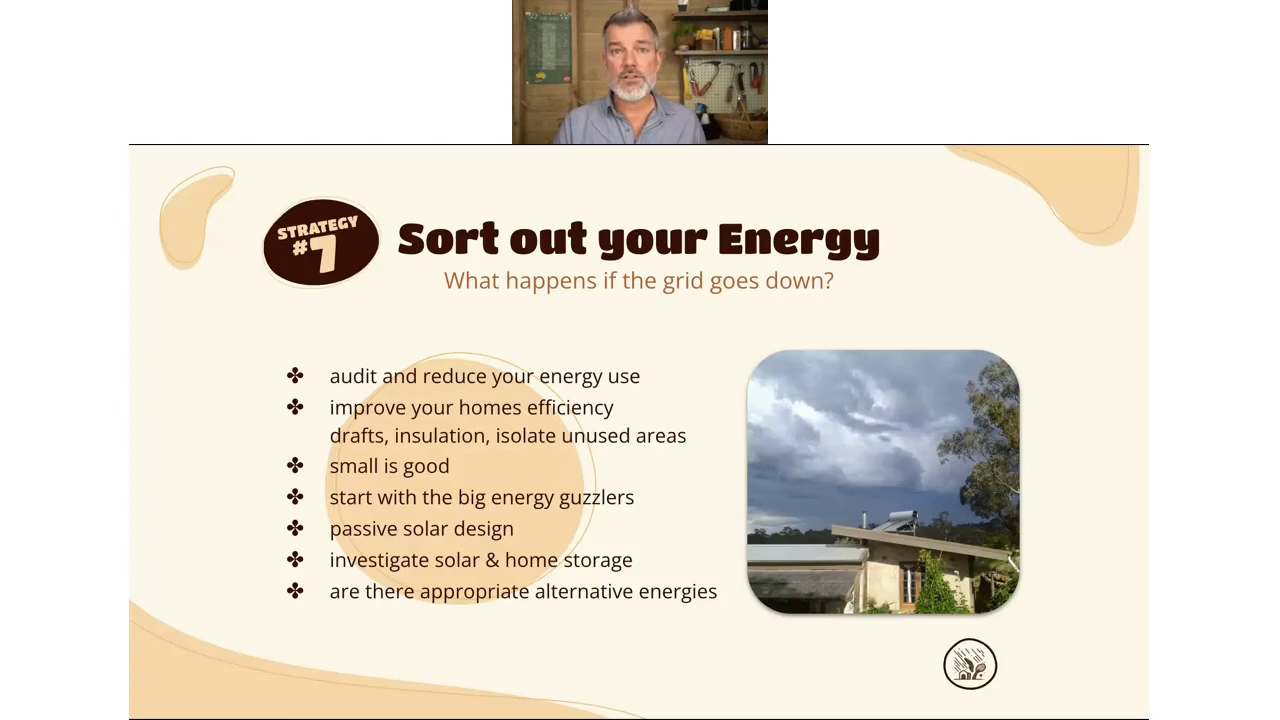 STRATEGY
#7
Sort out your Energy
What happens if the grid goes down?
✤ audit and reduce your energy use
✤ improve your homes efficiency
drafts, insulation, isolate unused areas
✤ small is good
✤ start with the big energy guzzlers
✤ passive solar design
✤ investigate solar & home storage
✤ are there appropriate alternative energies